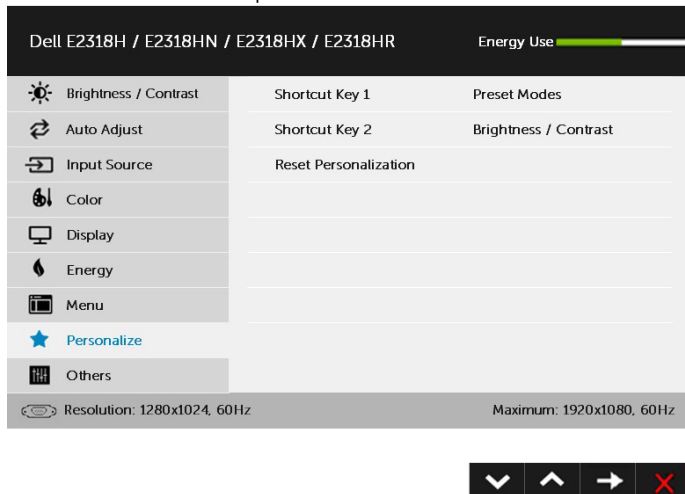 Dell E2318H / E2318HN / E2318HX / E2318HR Energy Use
Brightness / Contrast Shortcut Key 1 Preset Modes
Auto Adjust Shortcut Key 2 Brightness / Contrast
Input Source Reset Personalization
Color
Display
Energy
Menu
Personalize
Others
Resolution: 1280x1024, 60Hz Maximum: 1920x1080, 60Hz